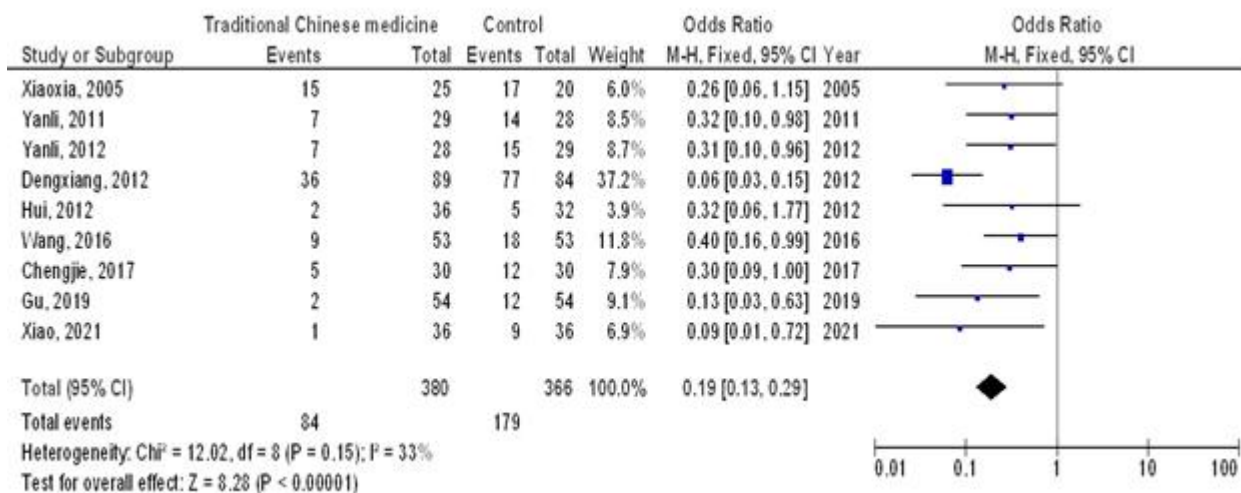 Traditional Chinese medicine Control Odds Ratio Odds Ratio
Study or Subgroup Events Total Events Total Weight M-H, Fixed, 95% CI Year M-H, Fixed, 95% CI
Xiaoxia, 2005 15 25 17 20 6.0% 0.26 [0.06, 1.15] 2005
Yanli, 2011 7 29 14 28 8.5% 0.32 [0.10, 0.98] 2011
Yanli, 2012 7 28 15 29 8.7% 0.31 [0.10, 0.96] 2012
Dengxiang, 2012 36 89 77 84 37.2% 0.06 [0.03, 0.15] 2012
Hui, 2012 2 36 5 32 3.9% 0.32 [0.06, 1.77] 2012
Wang, 2016 9 53 18 53 11.8% 0.40 [0.16, 0.99] 2016
Chengjie, 2017 5 30 12 30 7.9% 0.30 [0.09, 1.00] 2017
Gu, 2019 2 54 12 54 9.1% 0.13 [0.03, 0.63] 2019
Xiao, 2021 1 36 9 36 6.9% 0.09 [0.01, 0.72] 2021
Total (95% CI) 380 366 100.0% 0.19 [0.13, 0.29]
Total events 84 179
Heterogeneity: Chi² = 12.02, df = 8 (P = 0.15); I² = 33%
Test for overall effect: Z = 8.28 (P < 0.00001)
0.01 0.1 1 10 100